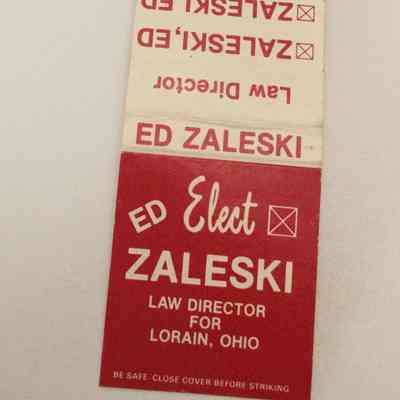 ZALESKI, ED
ZALESKI, ED
Law Director
ED ZALESKI
Elect
ED
ZALESKI
LAW DIRECTOR
FOR
LORAIN, OHIO
BE SAFE. CLOSE COVER BEFORE STRIKING